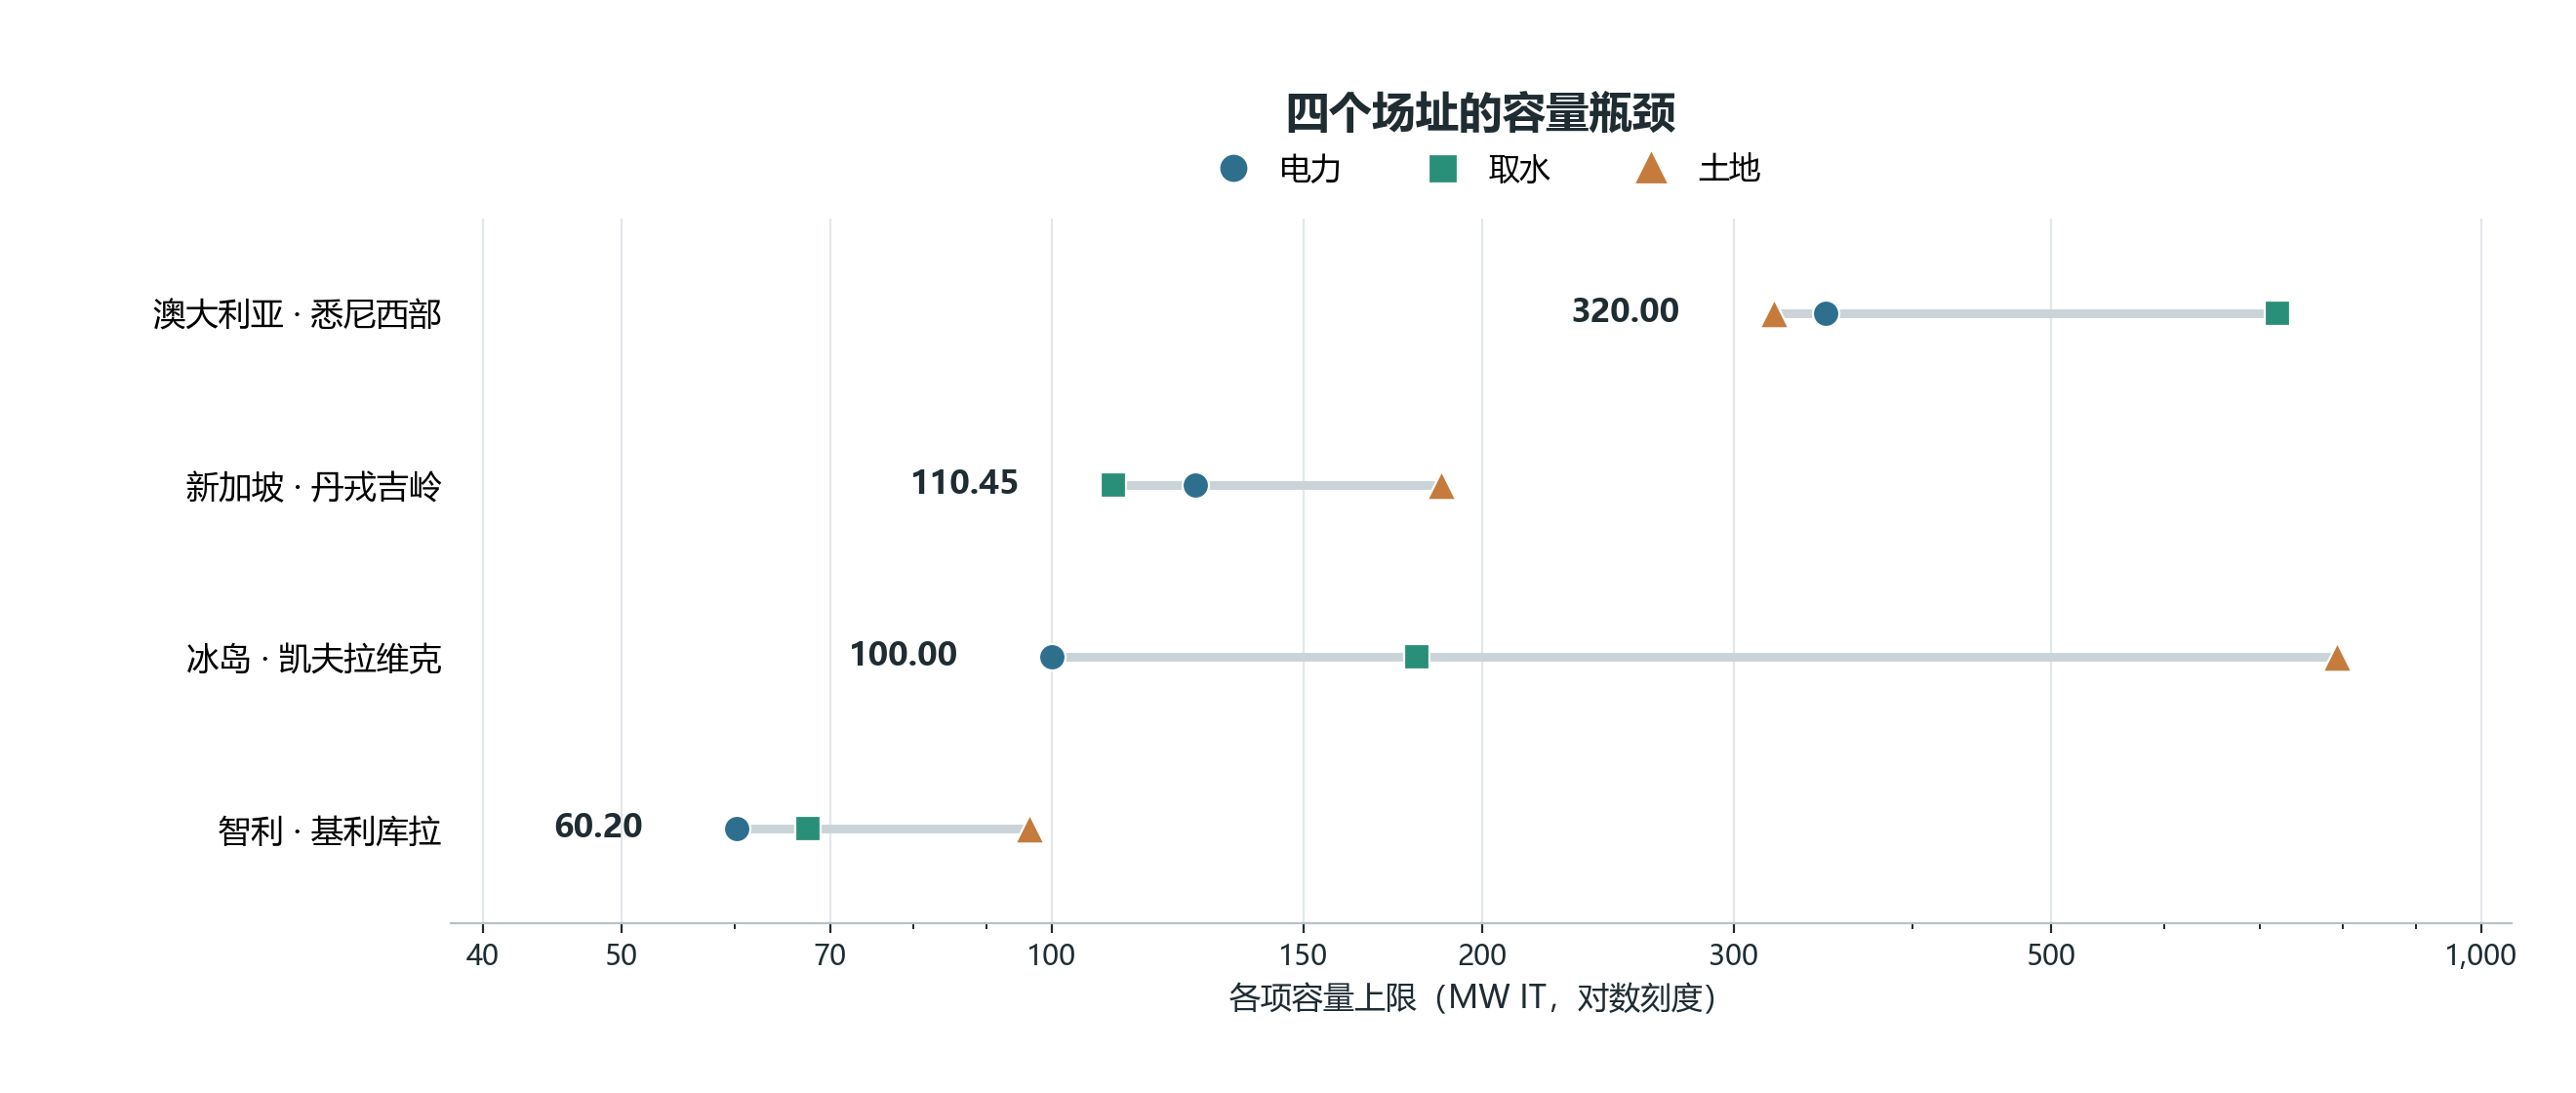 四个场址的容量瓶颈
电力 取水 土地
澳大利亚 · 悉尼西部 320.00
新加坡 · 丹戎吉岭 110.45
冰岛 · 凯夫拉维克 100.00
智利 · 基利库拉 60.20
40 50 70 100 150 200 300 500 1,000
各项容量上限（MW IT，对数刻度）